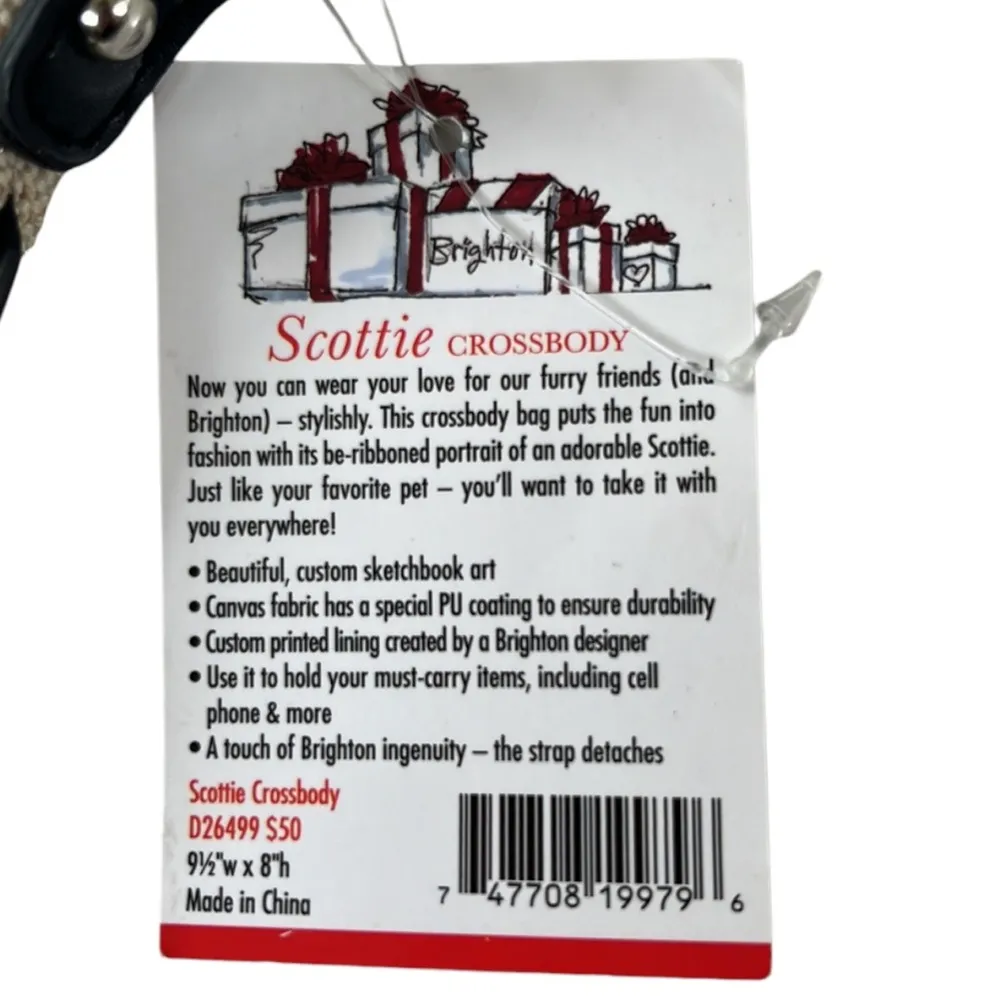 Brighton
Scottie CROSSBODY
Now you can wear your love for our furry friends (and
Brighton) – stylishly. This crossbody bag puts the fun into
fashion with its be-ribboned portrait of an adorable Scottie.
Just like your favorite pet – you'll want to take it with
you everywhere!
• Beautiful, custom sketchbook art
• Canvas fabric has a special PU coating to ensure durability
• Custom printed lining created by a Brighton designer
• Use it to hold your must-carry items, including cell
phone & more
• A touch of Brighton ingenuity – the strap detaches
Scottie Crossbody
D26499 $50
9½"w x 8"h
Made in China
7 47708 19979 6